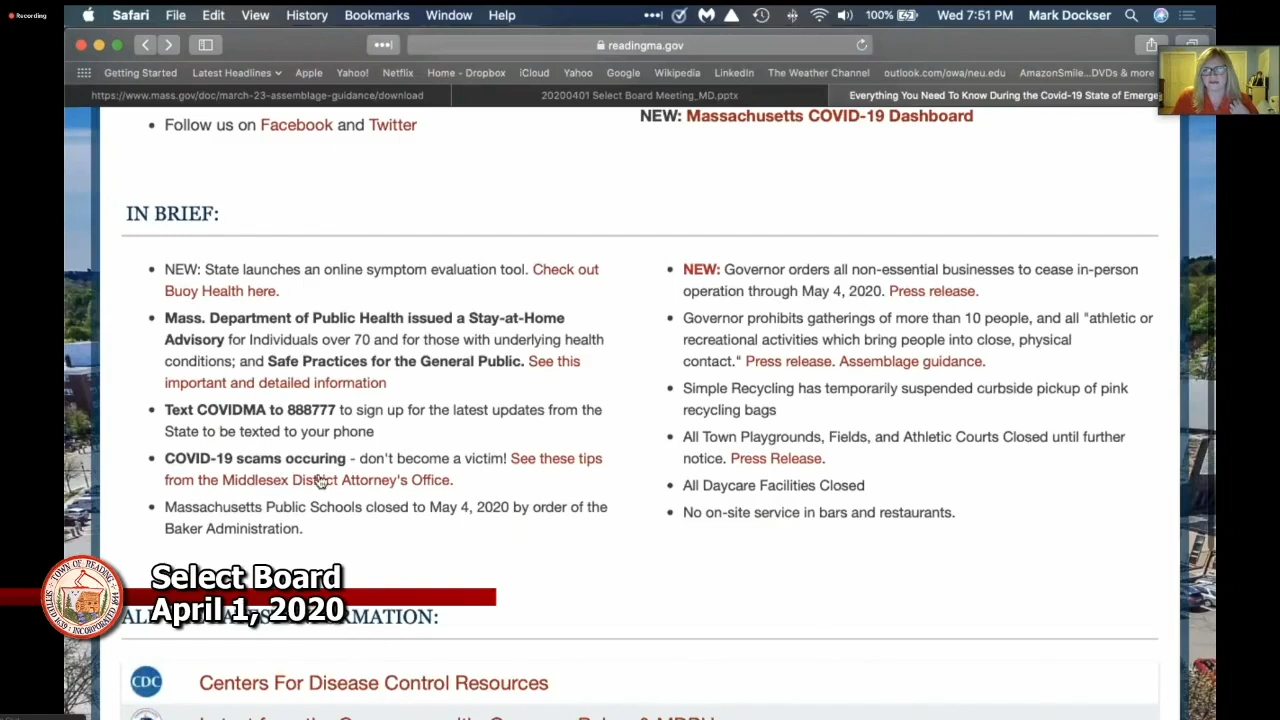 Recording
Safari File Edit View History Bookmarks Window Help 100% Wed 7:51 PM Mark Dockser
readingma.gov
Getting Started Latest Headlines Apple Yahoo! Netflix Home - Dropbox iCloud Yahoo Google Wikipedia LinkedIn The Weather Channel outlook.com/owa/neu.edu AmazonSmile...DVDs & more
https://www.mass.gov/doc/march-23-assemblage-guidance/download 20200401 Select Board Meeting_MD.pptx Everything You Need To Know During the Covid-19 State of Emerge
• Follow us on Facebook and Twitter
NEW: Massachusetts COVID-19 Dashboard
IN BRIEF:
• NEW: State launches an online symptom evaluation tool. Check out
Buoy Health here.
• Mass. Department of Public Health issued a Stay-at-Home
Advisory for Individuals over 70 and for those with underlying health
conditions; and Safe Practices for the General Public. See this
important and detailed information
• Text COVIDMA to 888777 to sign up for the latest updates from the
State to be texted to your phone
• COVID-19 scams occuring - don't become a victim! See these tips
from the Middlesex District Attorney's Office.
• Massachusetts Public Schools closed to May 4, 2020 by order of the
Baker Administration.
• NEW: Governor orders all non-essential businesses to cease in-person
operation through May 4, 2020. Press release.
• Governor prohibits gatherings of more than 10 people, and all "athletic or
recreational activities which bring people into close, physical
contact." Press release. Assemblage guidance.
• Simple Recycling has temporarily suspended curbside pickup of pink
recycling bags
• All Town Playgrounds, Fields, and Athletic Courts Closed until further
notice. Press Release.
• All Daycare Facilities Closed
• No on-site service in bars and restaurants.
TOWN OF READING
INCORPORATED 1644
SETTLED 1639
Select Board
April 1, 2020
CDC
Centers For Disease Control Resources